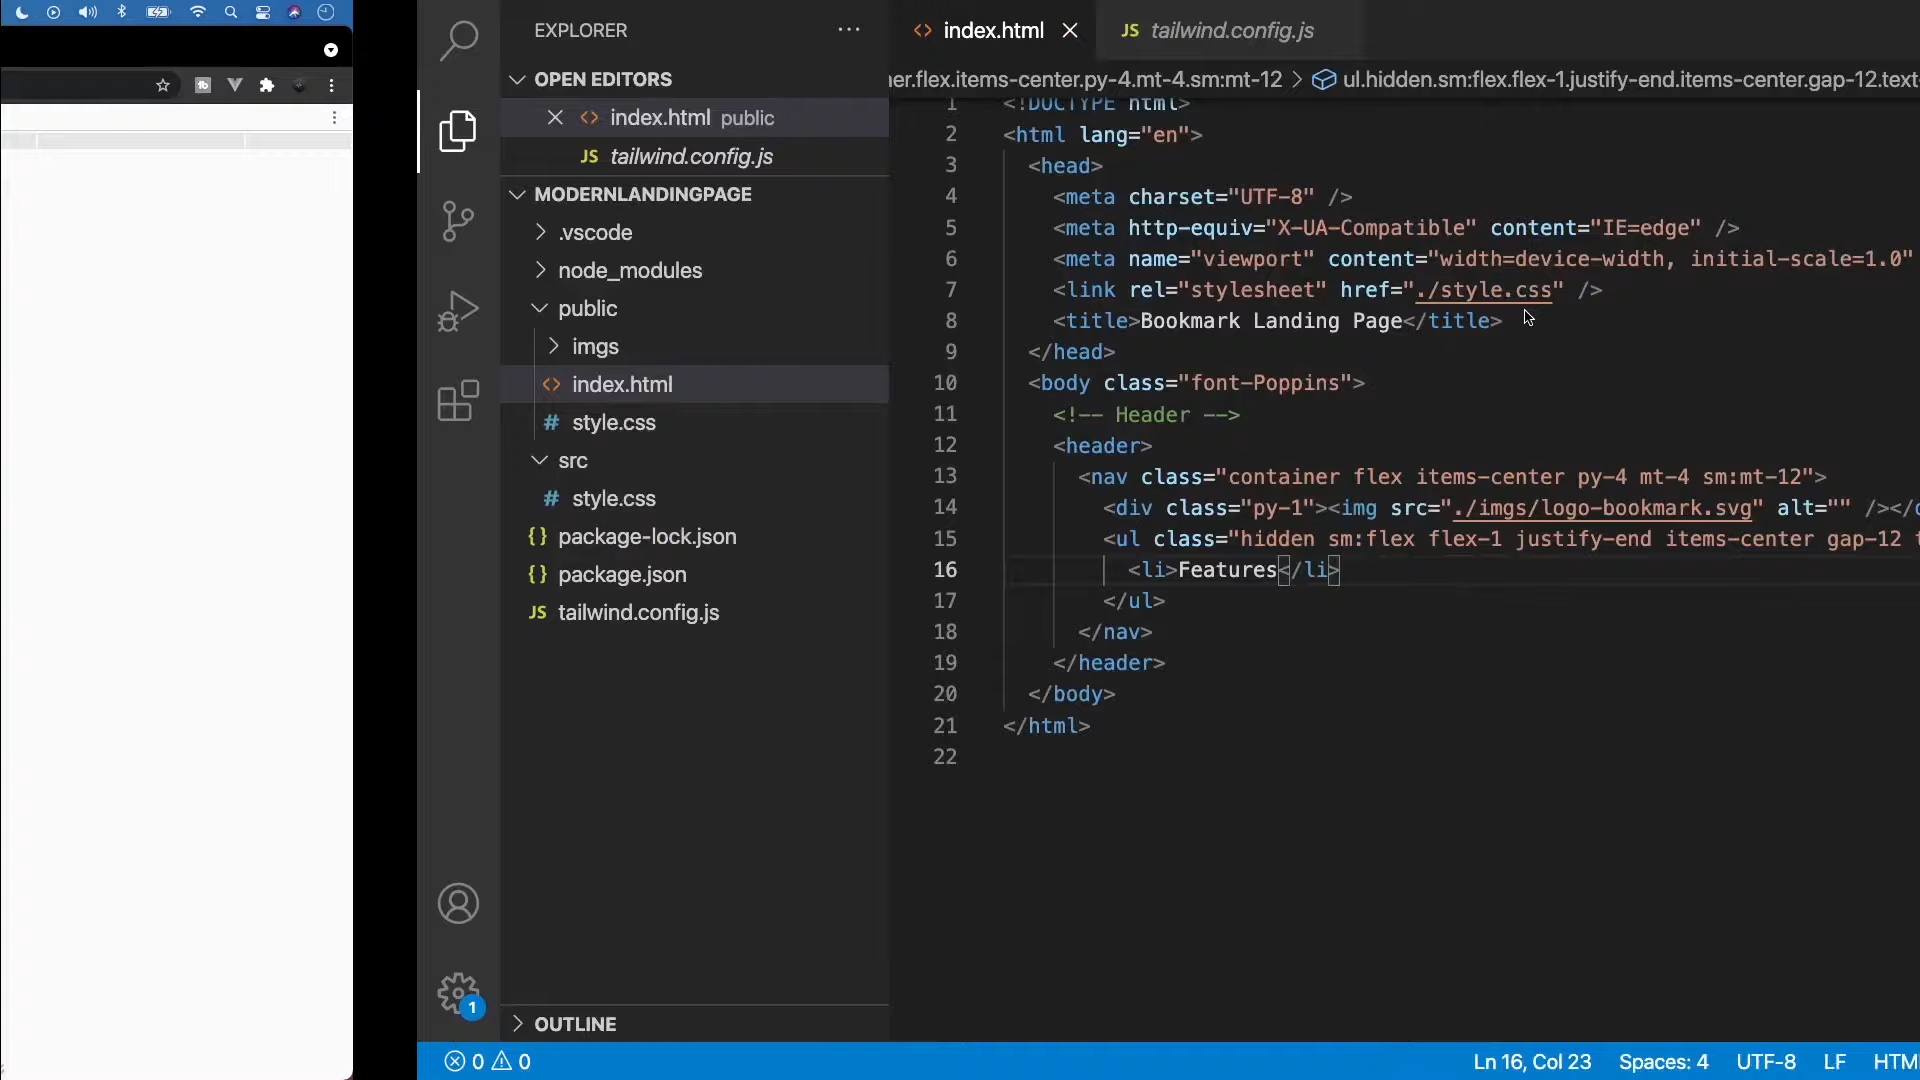 EXPLORER
OPEN EDITORS
index.html public
JS tailwind.config.js
MODERNLANDINGPAGE
.vscode
node_modules
public
imgs
index.html
# style.css
src
# style.css
{} package-lock.json
{} package.json
JS tailwind.config.js
OUTLINE
1
0 0
index.html
JS tailwind.config.js
er.flex.items-center.py-4.mt-4.sm:mt-12 > ul.hidden.sm:flex.flex-1.justify-end.items-center.gap-12.text
1 <!DOCTYPE html>
2 <html lang="en">
3 <head>
4 <meta charset="UTF-8" />
5 <meta http-equiv="X-UA-Compatible" content="IE=edge" />
6 <meta name="viewport" content="width=device-width, initial-scale=1.0"
7 <link rel="stylesheet" href="./style.css" />
8 <title>Bookmark Landing Page</title>
9 </head>
10 <body class="font-Poppins">
11 <!-- Header -->
12 <header>
13 <nav class="container flex items-center py-4 mt-4 sm:mt-12">
14 <div class="py-1"><img src="./imgs/logo-bookmark.svg" alt="" /></
15 <ul class="hidden sm:flex flex-1 justify-end items-center gap-12
16 <li>Features</li>
17 </ul>
18 </nav>
19 </header>
20 </body>
21 </html>
22
Ln 16, Col 23 Spaces: 4 UTF-8 LF HTM